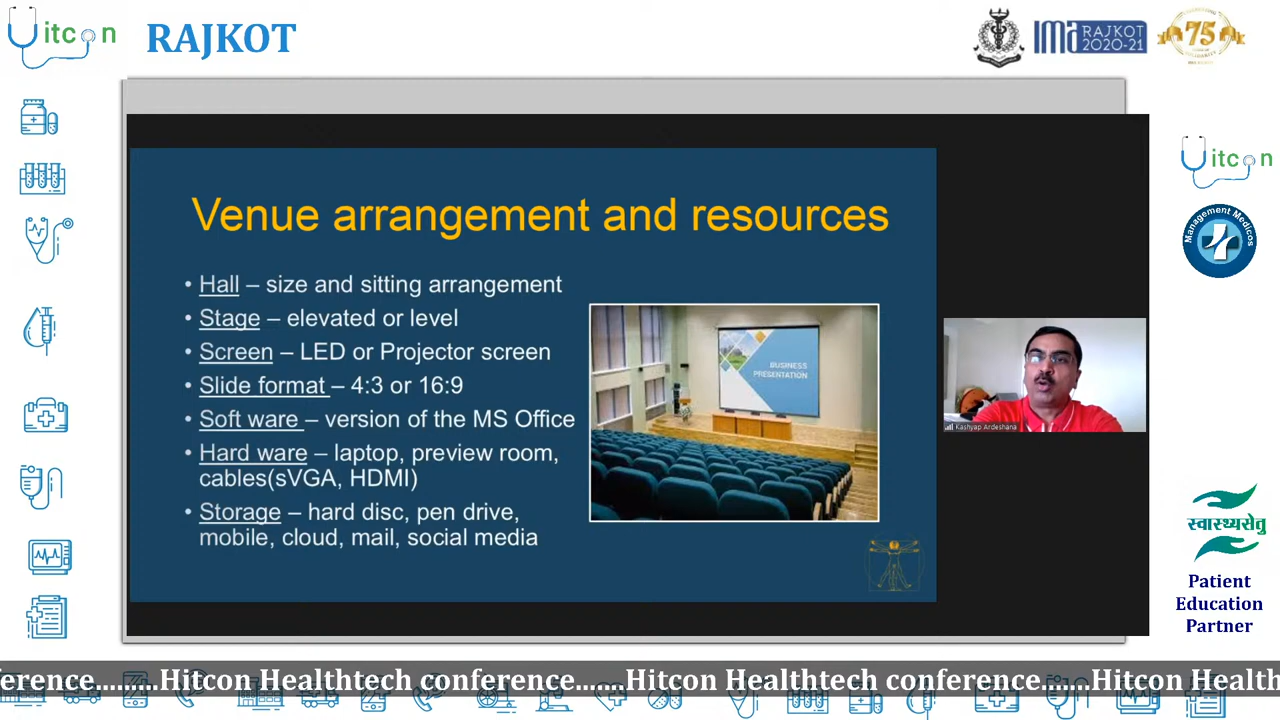 itcon
RAJKOT
IMA RAJKOT
2020-21
75
Venue arrangement and resources
• Hall – size and sitting arrangement
• Stage – elevated or level
• Screen – LED or Projector screen
• Slide format – 4:3 or 16:9
• Soft ware – version of the MS Office
• Hard ware – laptop, preview room,
cables(sVGA, HDMI)
• Storage – hard disc, pen drive,
mobile, cloud, mail, social media
BUSINESS
PRESENTATION
Kashyap Ardeshana
itcon
Management Medicos
स्वास्थ्यसेतु
Patient
Education
Partner
ference.........Hitcon Healthtech conference.......Hitcon Healthtech conference......Hitcon Health